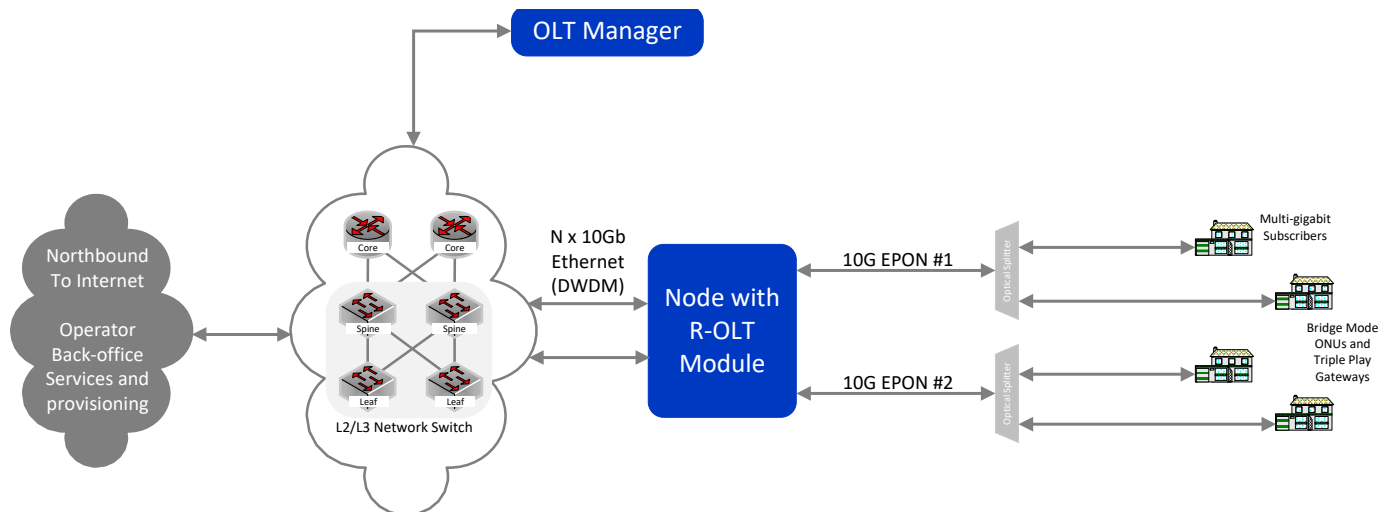 OLT Manager
Northbound
To Internet
Operator
Back-office
Services and
provisioning
Core
Core
Spine
Spine
Leaf
Leaf
L2/L3 Network Switch
N x 10Gb
Ethernet
(DWDM)
Node with
R-OLT
Module
10G EPON #1
10G EPON #2
Optical Splitter
Optical Splitter
Multi-gigabit
Subscribers
Bridge Mode
ONUs and
Triple Play
Gateways